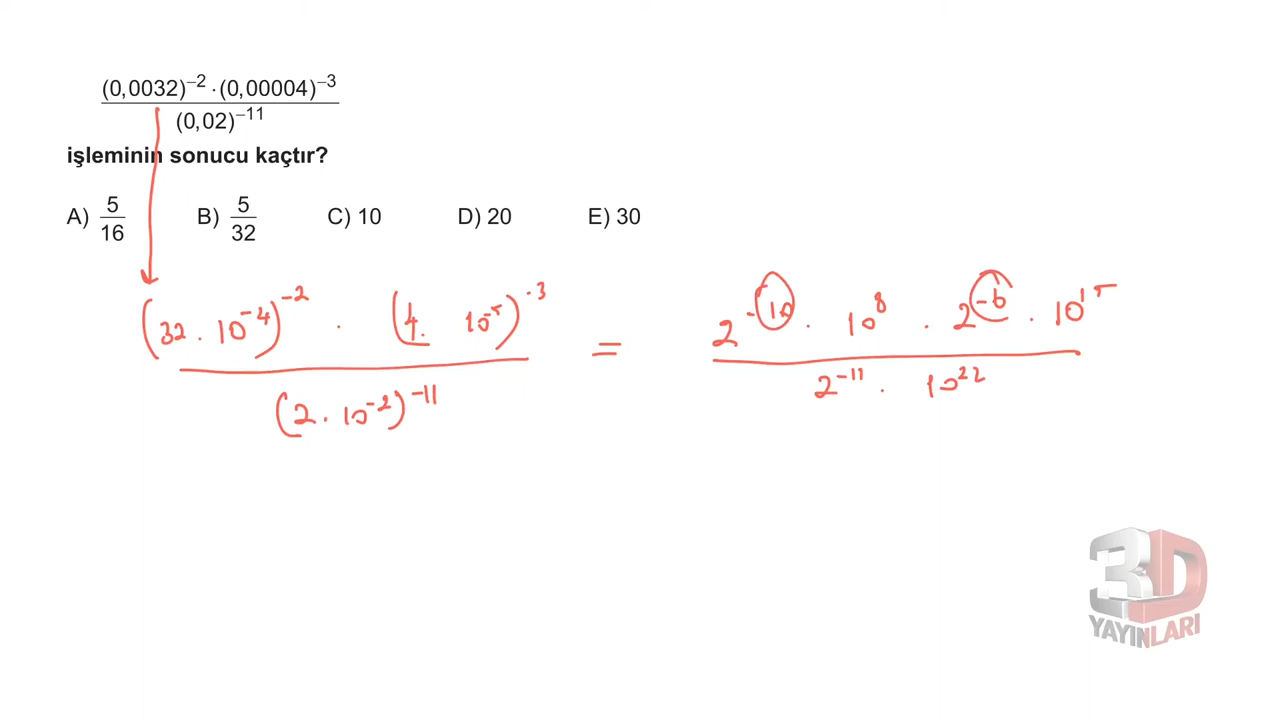 (0,0032)⁻² · (0,00004)⁻³
(0,02)⁻¹¹
işleminin sonucu kaçtır?
A) 5/16 B) 5/32 C) 10 D) 20 E) 30
(32 . 10⁻⁴)⁻² . (4. 10⁻⁵)⁻³ = 2⁻¹⁰ . 10⁸ . 2⁻⁶ . 10¹⁵
(2 . 10⁻²)⁻¹¹ 2⁻¹¹ . 10²²
3D
YAYINLARI